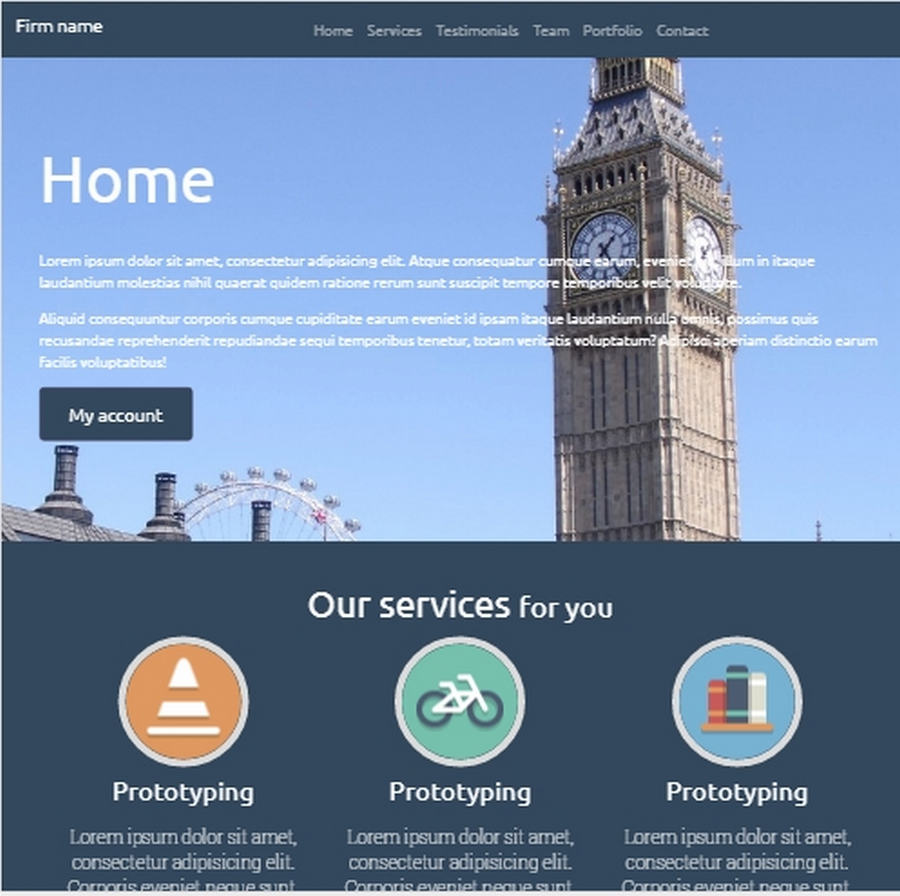 Firm name
Home Services Testimonials Team Portfolio Contact
Home
Lorem ipsum dolor sit amet, consectetur adipisicing elit. Atque consequatur cumque earum, eveniet illum in itaque
laudantium molestias nihil quaerat quidem ratione rerum sunt suscipit tempore temporibus velit voluptate.
Aliquid consequuntur corporis cumque cupiditate earum eveniet id ipsam itaque laudantium nulla omnis, possimus quis
recusandae reprehenderit repudiandae sequi temporibus tenetur, totam veritatis voluptatum? Adipisci aperiam distinctio earum
facilis voluptatibus!
My account
Our services for you
Prototyping
Prototyping
Prototyping
Lorem ipsum dolor sit amet,
consectetur adipisicing elit.
Corporis eveniet neque sunt
Lorem ipsum dolor sit amet,
consectetur adipisicing elit.
Corporis eveniet neque sunt
Lorem ipsum dolor sit amet,
consectetur adipisicing elit.
Corporis eveniet neque sunt